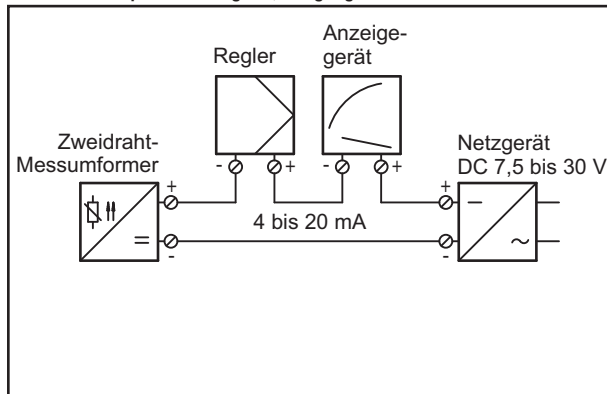 Anzeige-
gerät
Regler
Zweidraht-
Messumformer
Netzgerät
DC 7,5 bis 30 V
- +
- +
+
+
4 bis 20 mA
-
-